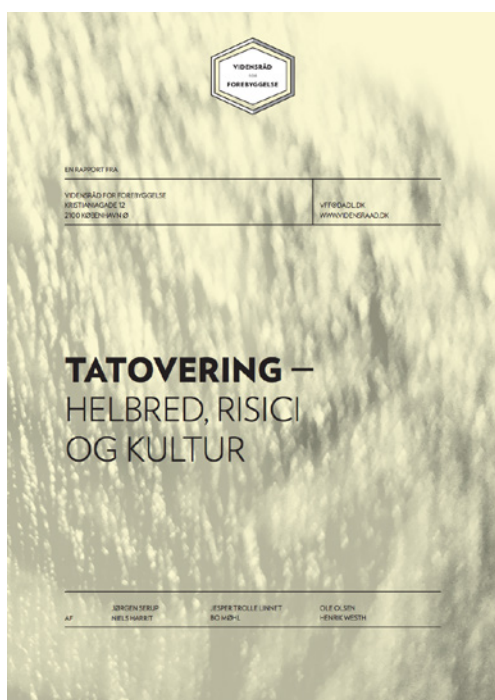 VIDENSRÅD
FOR
FOREBYGGELSE
EN RAPPORT FRA
VIDENSRÅD FOR FOREBYGGELSE
KRISTIANIAGADE 12
2100 KØBENHAVN Ø
VFF@DADL.DK
WWW.VIDENSRAAD.DK
TATOVERING —
HELBRED, RISICI
OG KULTUR
AF
JØRGEN SERUP
NIELS HARRIT
JESPER TROLLE LINNET
BO MØHL
OLE OLSEN
HENRIK WESTH